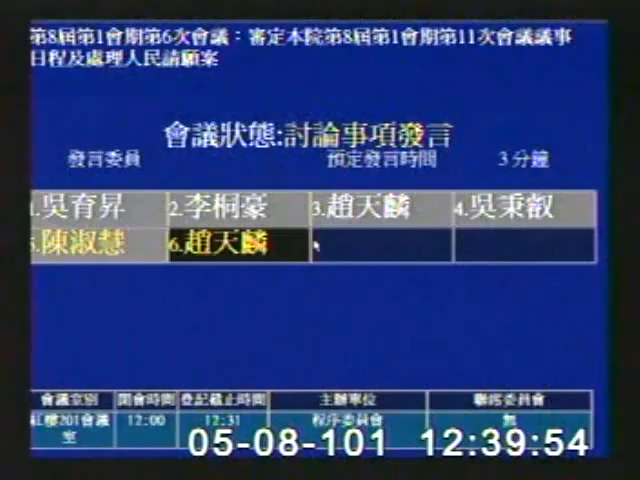 第8屆第1會期第6次會議：審定本院第8屆第1會期第11次會議議事
日程及處理人民請願案
會議狀態:討論事項發言
發言委員 預定發言時間 3分鐘
1.吳育昇 2.李桐豪 3.趙天麟 4.吳秉叡
5.陳淑慧 6.趙天麟
會議室別 開會時間 登記截止時間 主辦單位 聯席委員會
紅樓201會議 12:00 12:31 程序委員會 無
室
05-08-101 12:39:54